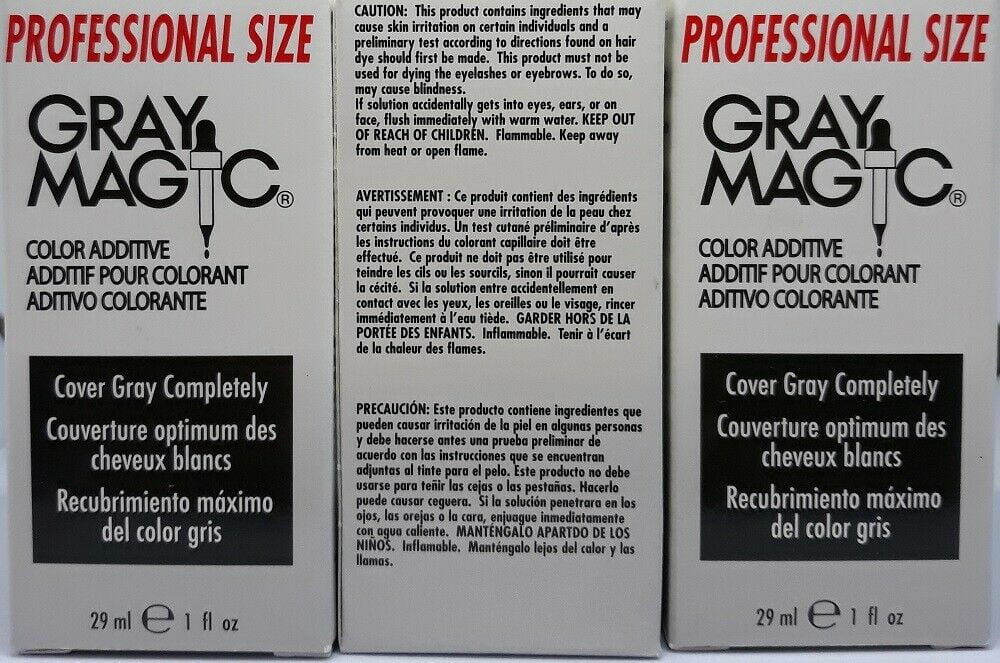 PROFESSIONAL SIZE
GRAY
MAGIC®
COLOR ADDITIVE
ADDITIF POUR COLORANT
ADITIVO COLORANTE
Cover Gray Completely
Couverture optimum des
cheveux blancs
Recubrimiento máximo
del color gris
29 ml ℮ 1 fl oz
CAUTION: This product contains ingredients that may
cause skin irritation on certain individuals and a
preliminary test according to directions found on hair
dye should first be made. This product must not be
used for dying the eyelashes or eyebrows. To do so,
may cause blindness.
If solution accidentally gets into eyes, ears, or on
face, flush immediately with warm water. KEEP OUT
OF REACH OF CHILDREN. Flammable. Keep away
from heat or open flame.
AVERTISSEMENT : Ce produit contient des ingrédients
qui peuvent provoquer une irritation de la peau chez
certains individus. Un test cutané préliminaire d'après
les instructions du colorant capillaire doit être
effectué. Ce produit ne doit pas être utilisé pour
teindre les cils ou les sourcils, sinon il pourrait causer
la cécité. Si la solution entre accidentellement en
contact avec les yeux, les oreilles ou le visage, rincer
immédiatement à l'eau tiède. GARDER HORS DE LA
PORTÉE DES ENFANTS. Inflammable. Tenir à l'écart
de la chaleur des flammes.
PRECAUCIÓN: Este producto contiene ingredientes que
pueden causar irritación de la piel en algunas personas
y debe hacerse antes una prueba preliminar de
acuerdo con las instrucciones que se encuentran
adjuntas al tinte para el pelo. Este producto no debe
usarse para teñir las cejas o las pestañas. Hacerlo
puede causar ceguera. Si la solución penetrara en los
ojos, las orejas o la cara, enjuague inmediatamente
con agua caliente. MANTÉNGALO APARTDO DE LOS
NIÑOS. Inflamable. Manténgalo lejos del calor y las
llamas.
PROFESSIONAL SIZE
GRAY
MAGIC®
COLOR ADDITIVE
ADDITIF POUR COLORANT
ADITIVO COLORANTE
Cover Gray Completely
Couverture optimum des
cheveux blancs
Recubrimiento máximo
del color gris
29 ml ℮ 1 fl oz